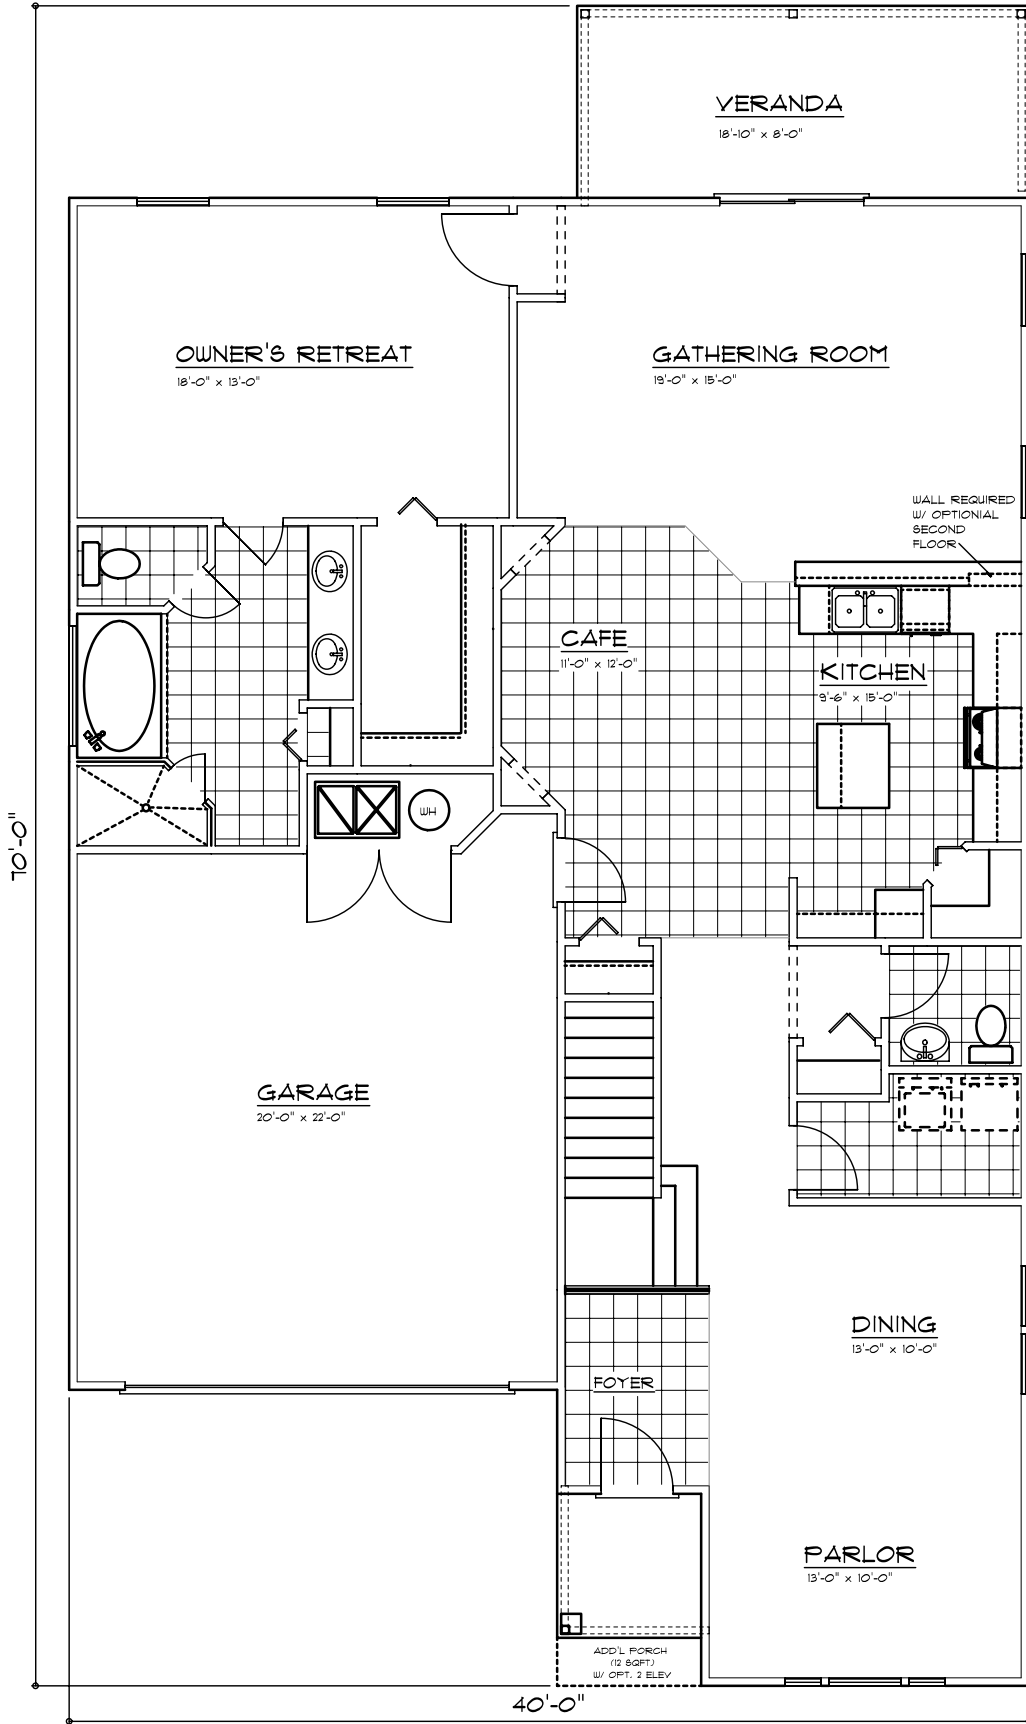 VERANDA
18'-10" x 8'-0"
OWNER'S RETREAT
18'-0" x 13'-0"
GATHERING ROOM
19'-0" x 15'-0"
WALL REQUIRED
W/ OPTIONAL
SECOND
FLOOR
CAFE
11'-0" x 12'-0"
KITCHEN
9'-6" x 15'-0"
WH
70'-0"
GARAGE
20'-0" x 22'-0"
DINING
13'-0" x 10'-0"
FOYER
PARLOR
13'-0" x 10'-0"
ADD'L PORCH
(12 SQFT.)
W/ OPT. 2 ELEV
40'-0"